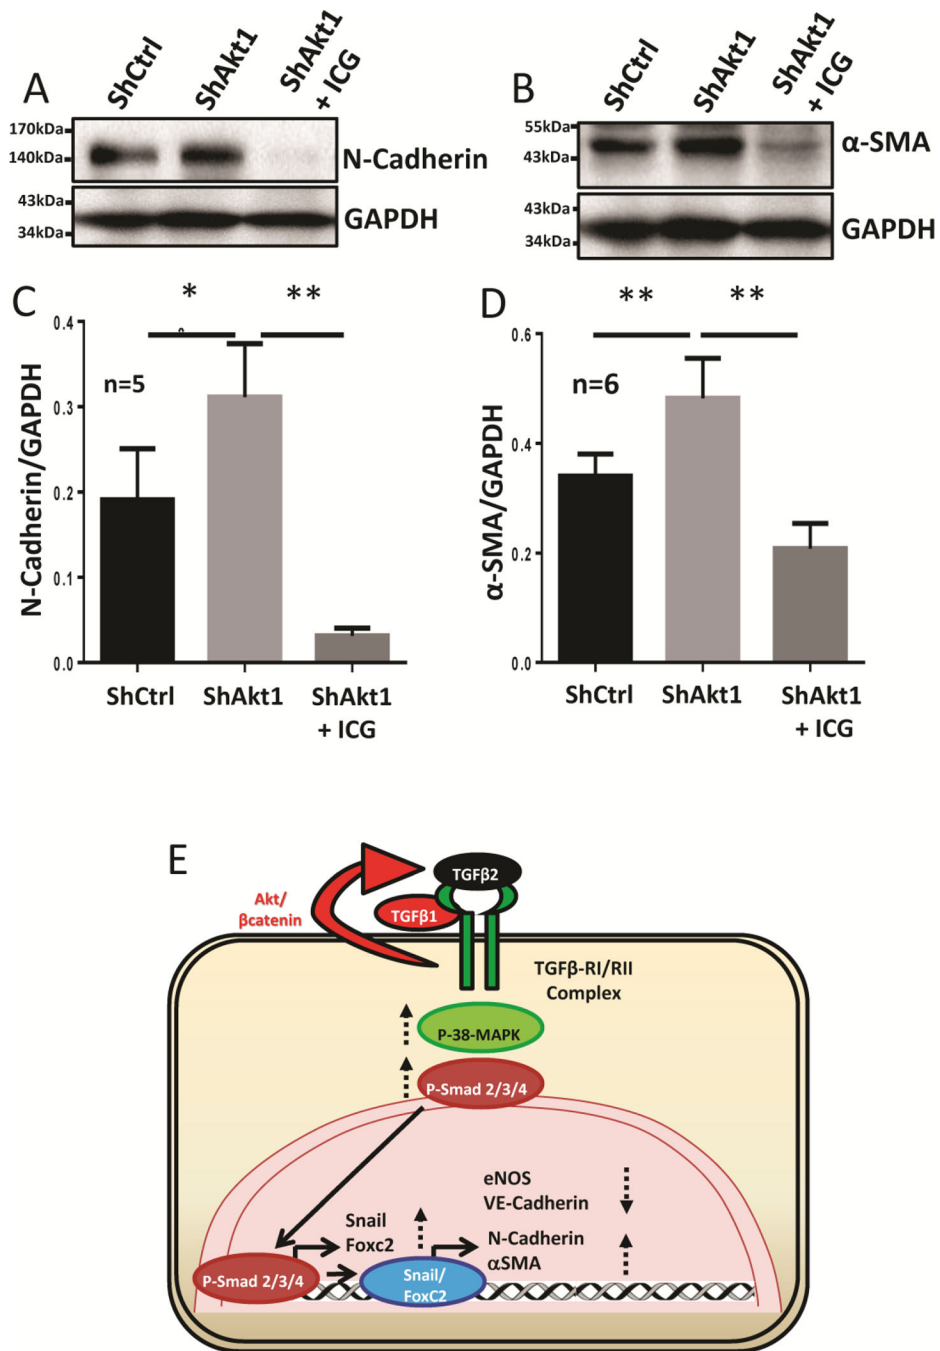 A
ShCtrl
ShAkt1
ShAkt1
+ ICG
170kDa
140kDa
N-Cadherin
43kDa
34kDa
GAPDH
B
ShCtrl
ShAkt1
ShAkt1
+ ICG
55kDa
43kDa
α-SMA
43kDa
34kDa
GAPDH
C
* **
0.4
0.3
0.2
0.1
0.0
n=5
N-Cadherin/GAPDH
ShCtrl
ShAkt1
ShAkt1
+ ICG
D
** **
0.6
0.4
0.2
0.0
n=6
α-SMA/GAPDH
ShCtrl
ShAkt1
ShAkt1
+ ICG
E
TGFβ2
Akt/
βcatenin
TGFβ1
TGFβ-RI/RII
Complex
P-38-MAPK
P-Smad 2/3/4
eNOS
VE-Cadherin
Snail
Foxc2
N-Cadherin
αSMA
P-Smad 2/3/4
Snail/
FoxC2